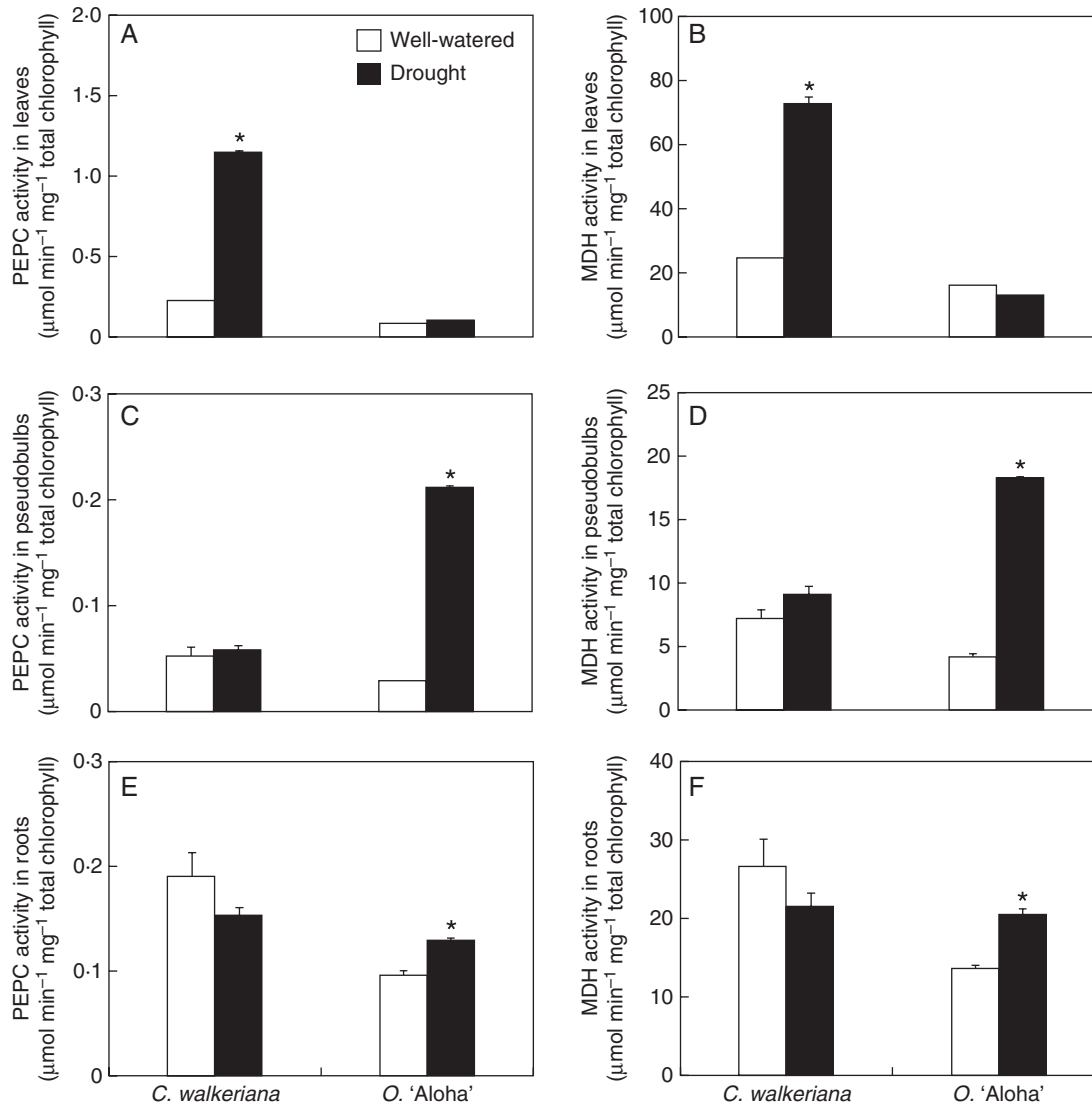 A
Well-watered
Drought
PEPC activity in leaves
(μmol min⁻¹ mg⁻¹ total chlorophyll)
2·0
1·5
1·0
0·5
0
*
B
MDH activity in leaves
(μmol min⁻¹ mg⁻¹ total chlorophyll)
100
80
60
40
20
0
*
C
PEPC activity in pseudobulbs
(μmol min⁻¹ mg⁻¹ total chlorophyll)
0·3
0·2
0·1
0
*
D
MDH activity in pseudobulbs
(μmol min⁻¹ mg⁻¹ total chlorophyll)
25
20
15
10
5
0
*
E
PEPC activity in roots
(μmol min⁻¹ mg⁻¹ total chlorophyll)
0·3
0·2
0·1
0
*
C. walkeriana
O. ‘Aloha’
F
MDH activity in roots
(μmol min⁻¹ mg⁻¹ total chlorophyll)
40
30
20
10
0
*
C. walkeriana
O. ‘Aloha’